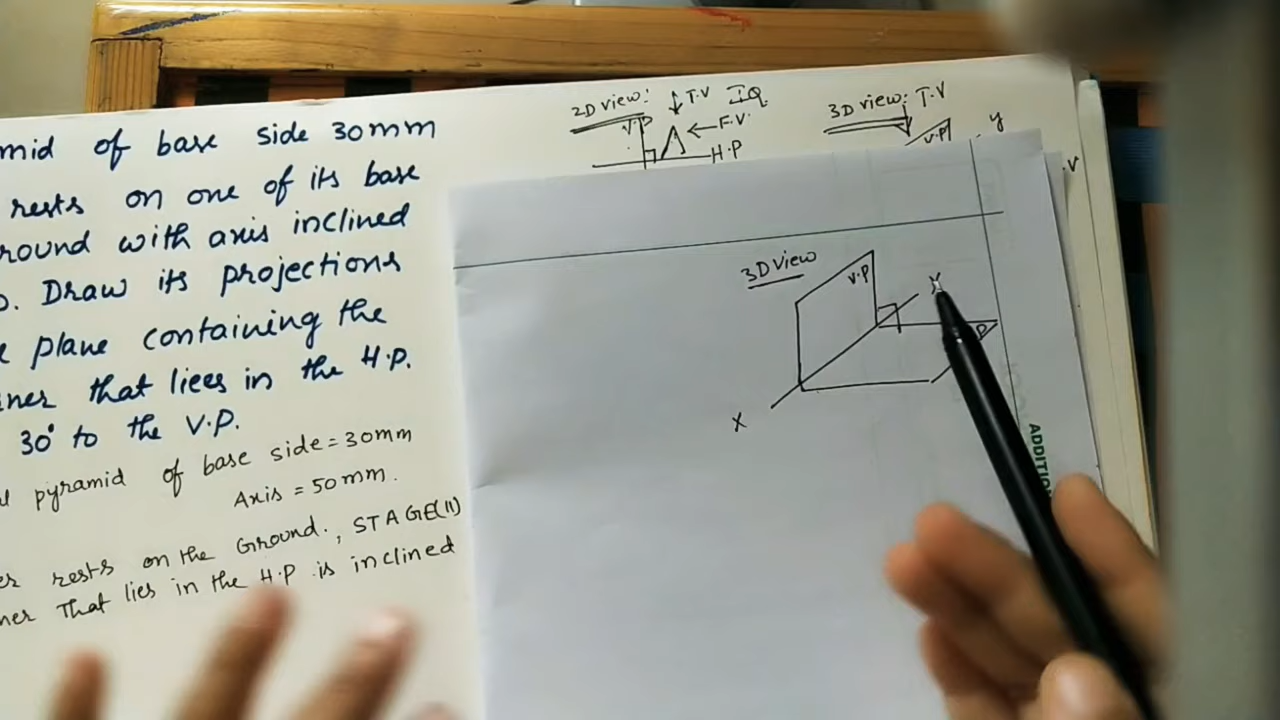 mid of base side 30mm
rests on one of its base
round with axis inclined
Draw its projections
plane containing the
ner that liees in the H.P.
30° to the V.P.
pyramid of base side = 30mm
Axis = 50mm.
rests on the Ground., STAGE(II)
ner That lies in the H.P is inclined
2D view: T.V I Q.
V.P
F.V
H.P
3D view: T.V
V.P
y
.V
3D view
V.P
Y
P
X
ADDITI